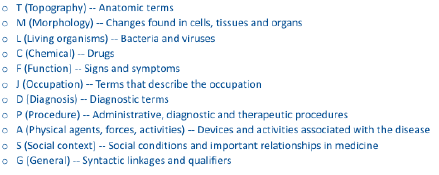 o T (Topography) -- Anatomic terms
o M (Morphology) -- Changes found in cells, tissues and organs
o L (Living organisms) -- Bacteria and viruses
o C (Chemical) -- Drugs
o F (Function) -- Signs and symptoms
o J (Occupation) -- Terms that describe the occupation
o D (Diagnosis) -- Diagnostic terms
o P (Procedure) -- Administrative, diagnostic and therapeutic procedures
o A (Physical agents, forces, activities) -- Devices and activities associated with the disease
o S (Social context) -- Social conditions and important relationships in medicine
o G (General) -- Syntactic linkages and qualifiers